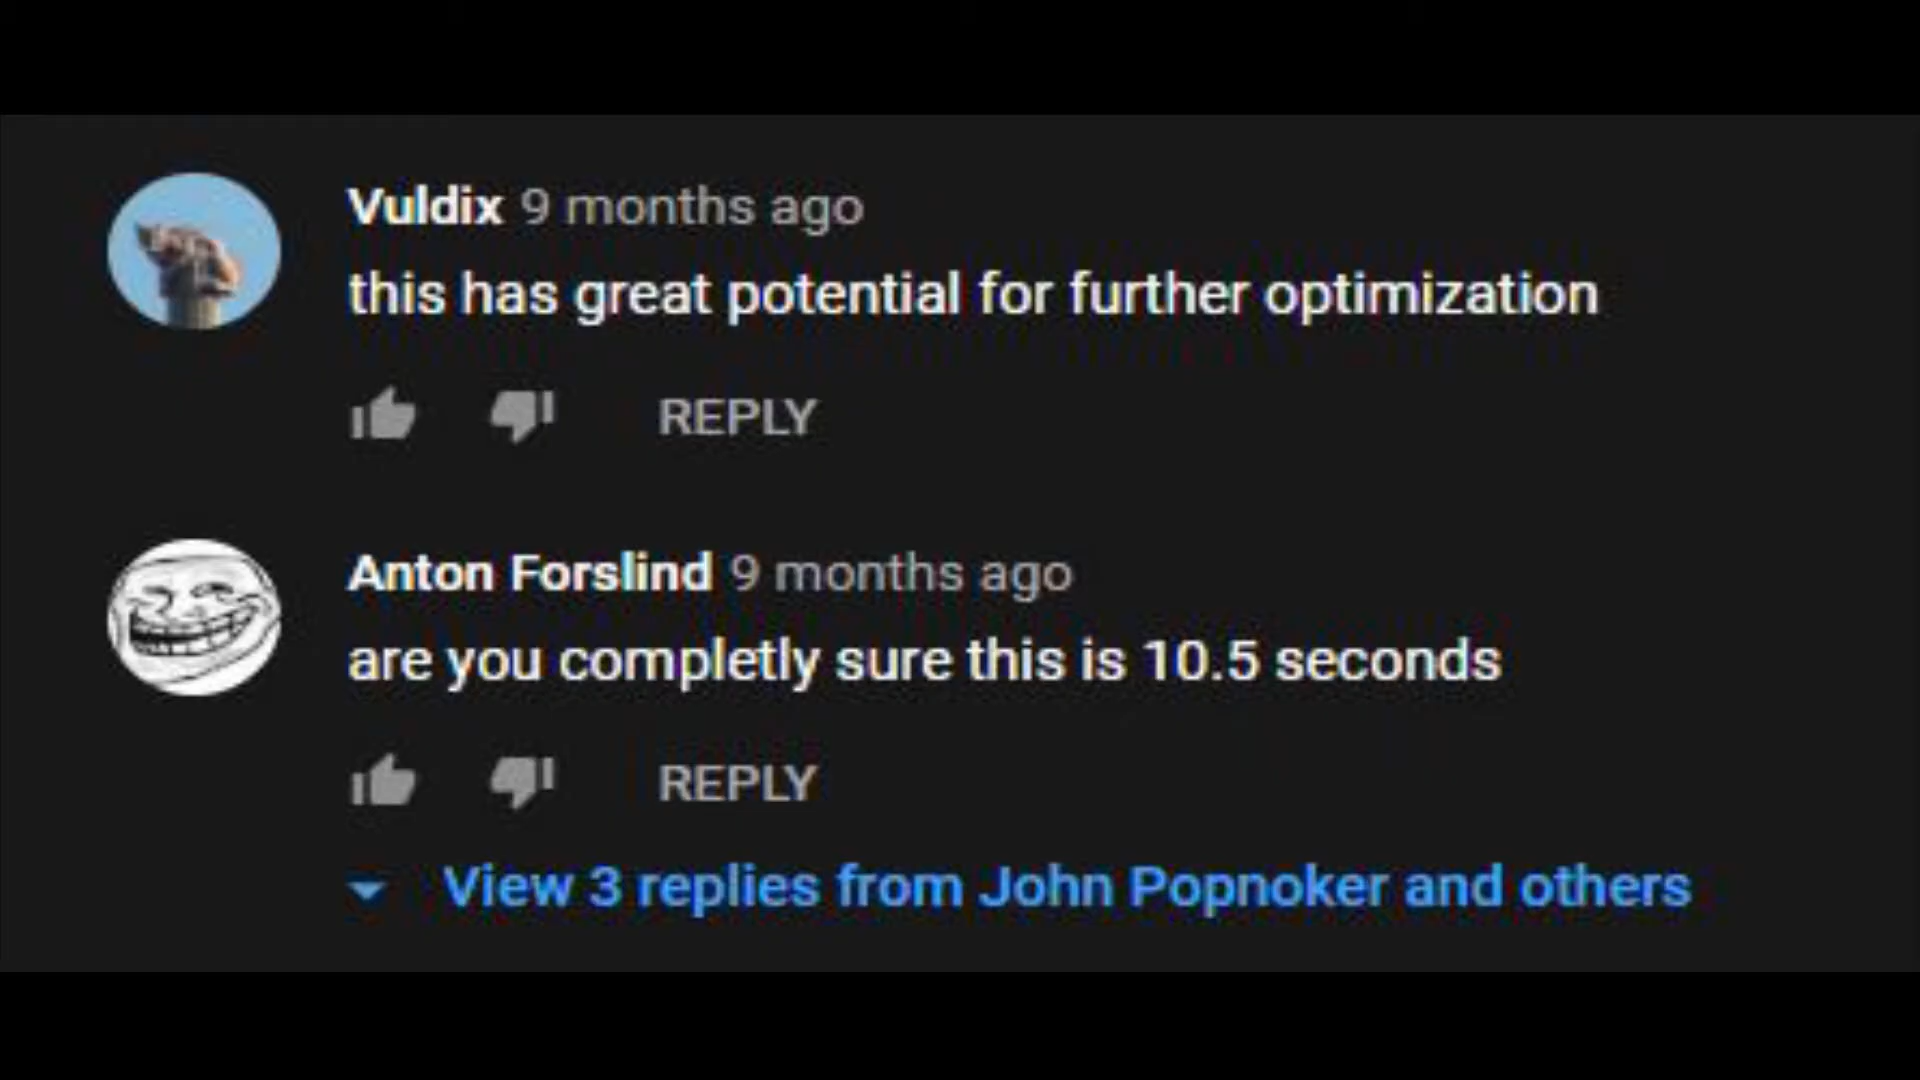 Vuldix 9 months ago
this has great potential for further optimization
REPLY
Anton Forslind 9 months ago
are you completly sure this is 10.5 seconds
REPLY
View 3 replies from John Popnoker and others